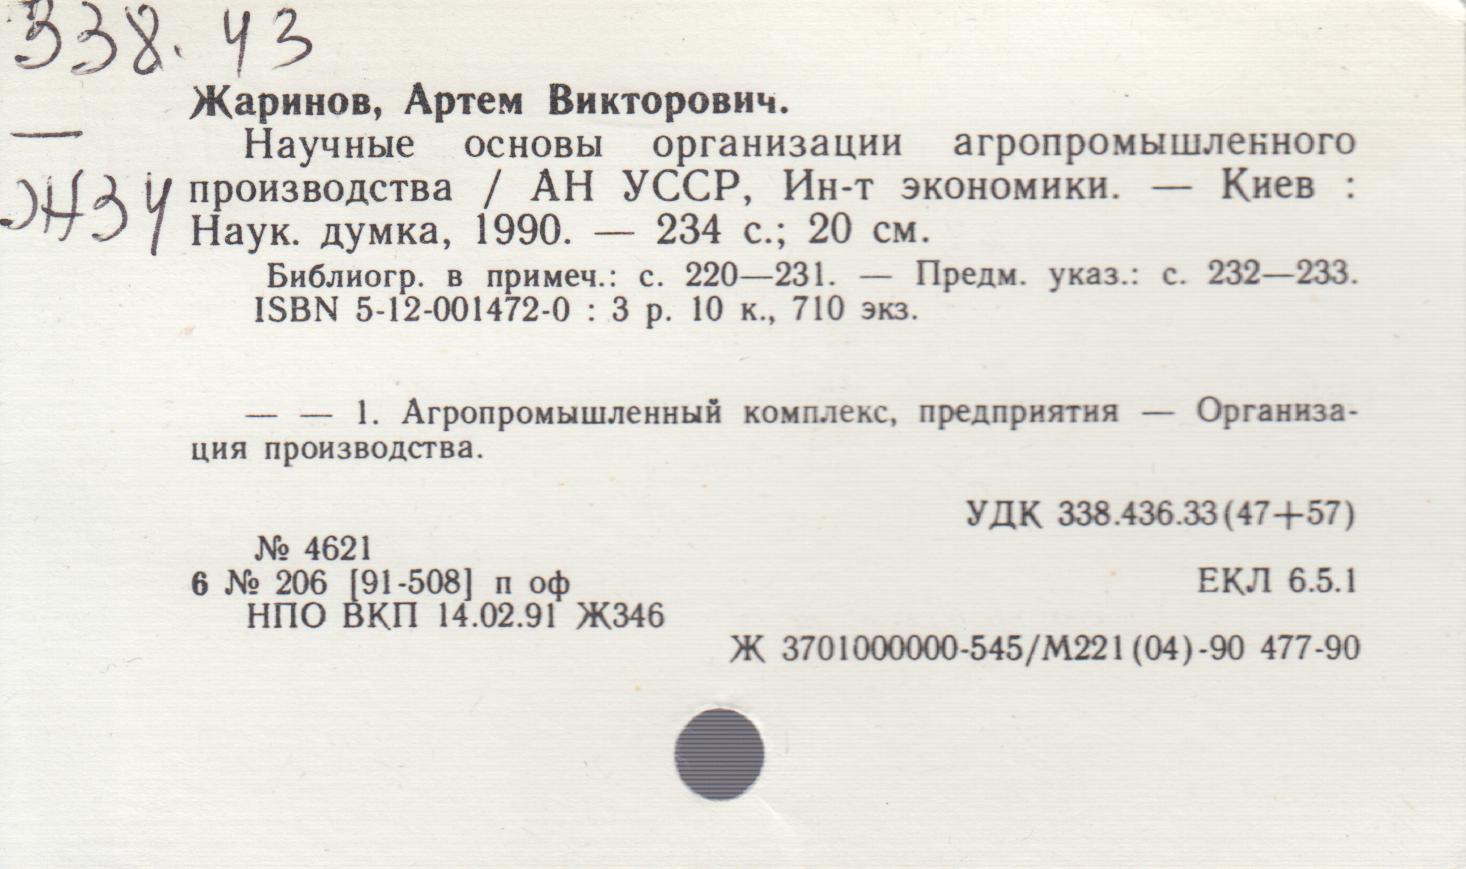 338.43
Жаринов, Артем Викторович.
—
Научные основы организации агропромышленного
Ж34 производства / АН УССР, Ин-т экономики. — Киев :
Наук. думка, 1990. — 234 с.; 20 см.
Библиогр. в примеч.: с. 220—231. — Предм. указ.: с. 232—233.
ISBN 5-12-001472-0 : 3 р. 10 к., 710 экз.
— — 1. Агропромышленный комплекс, предприятия — Организа-
ция производства.
УДК 338.436.33(47+57)
№ 4621
6 № 206 [91-508] п оф ЕКЛ 6.5.1
НПО ВКП 14.02.91 Ж346
Ж 3701000000-545/М221(04)-90 477-90